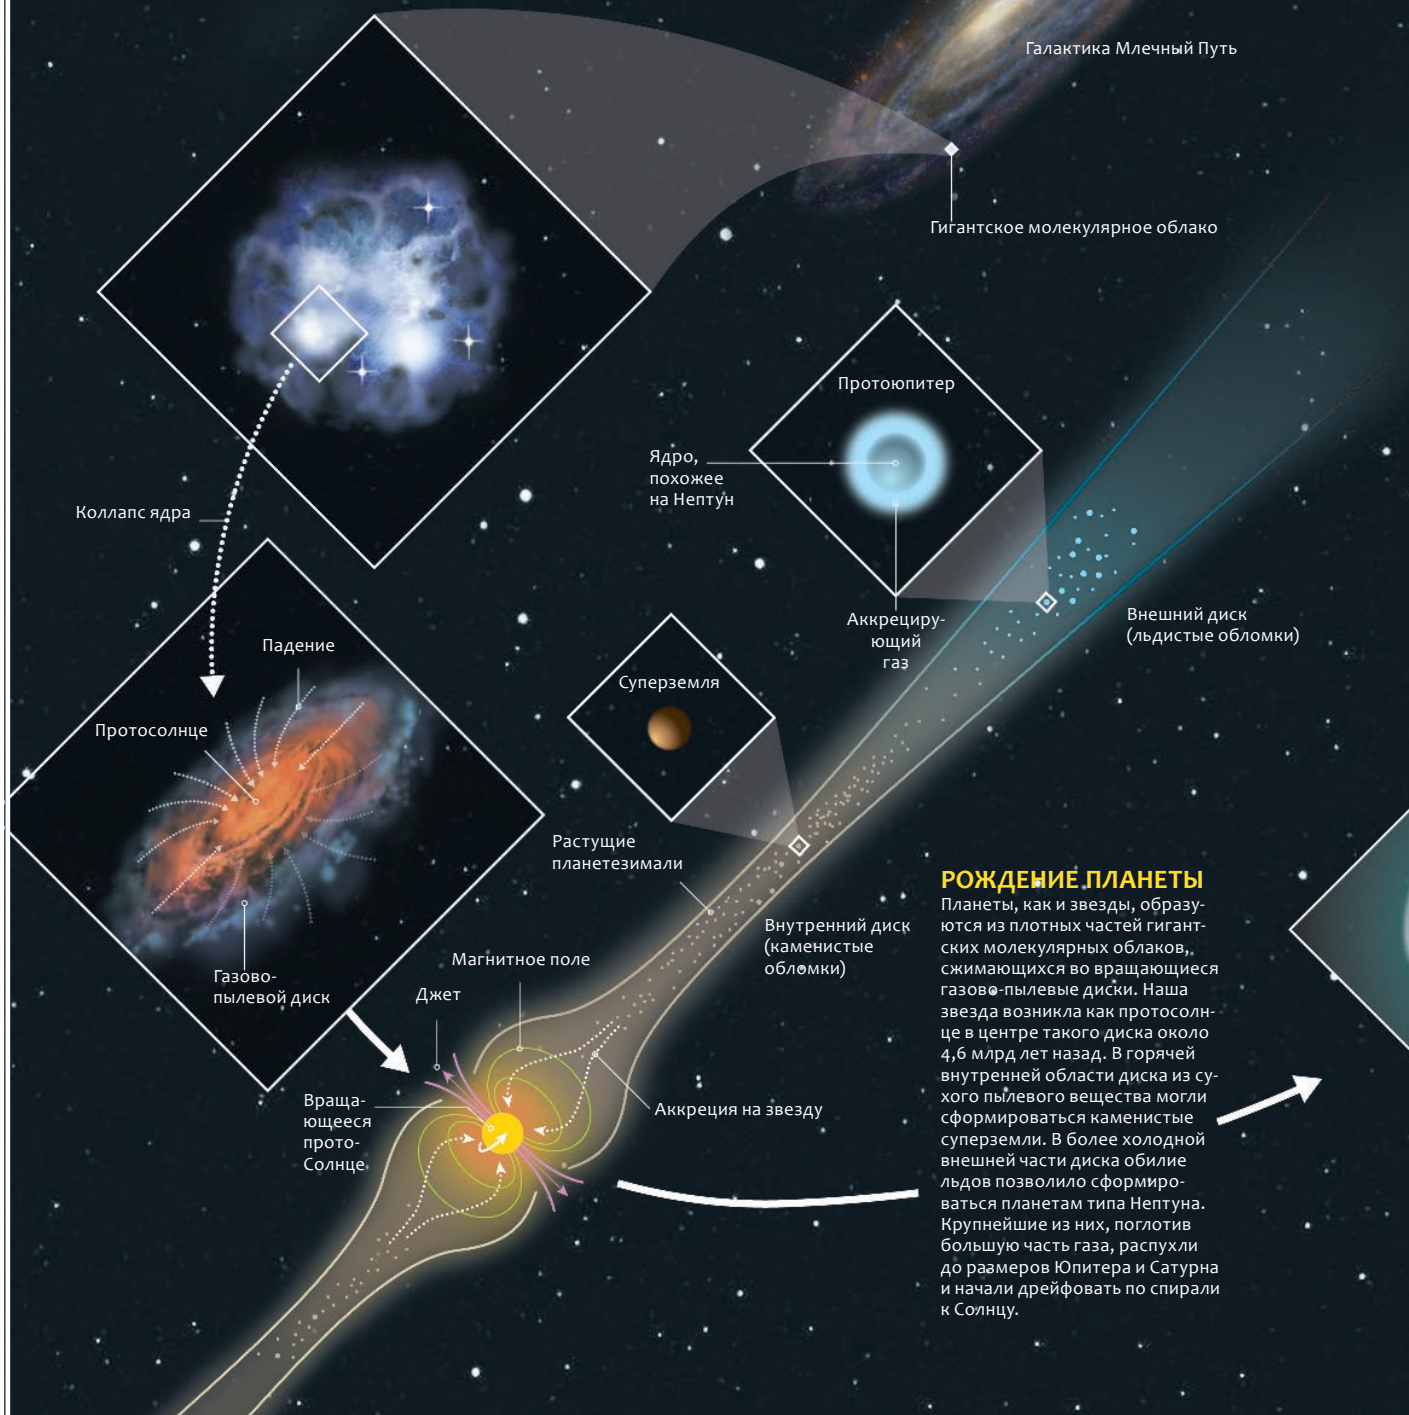 Галактика Млечный Путь
Гигантское молекулярное облако
Протоюпитер
Ядро,
похожее
на Нептун
Коллапс ядра
Аккрециру-
ющий
газ
Внешний диск
(льдистые обломки)
Падение
Суперземля
Протосолнце
Растущие
планетезимали
Внутренний диск
(каменистые
обломки)
Магнитное поле
Газово-
пылевой диск
Джет
Враща-
ющееся
прото-
Солнце
Аккреция на звезду
РОЖДЕНИЕ ПЛАНЕТЫ
Планеты, как и звезды, образу-
ются из плотных частей гигант-
ских молекулярных облаков,
сжимающихся во вращающиеся
газово-пылевые диски. Наша
звезда возникла как протосолн-
це в центре такого диска около
4,6 млрд лет назад. В горячей
внутренней области диска из су-
хого пылевого вещества могли
сформироваться каменистые
суперземли. В более холодной
внешней части диска обилие
льдов позволило сформиро-
ваться планетам типа Нептуна.
Крупнейшие из них, поглотив
большую часть газа, распухли
до размеров Юпитера и Сатурна
и начали дрейфовать по спирали
к Солнцу.